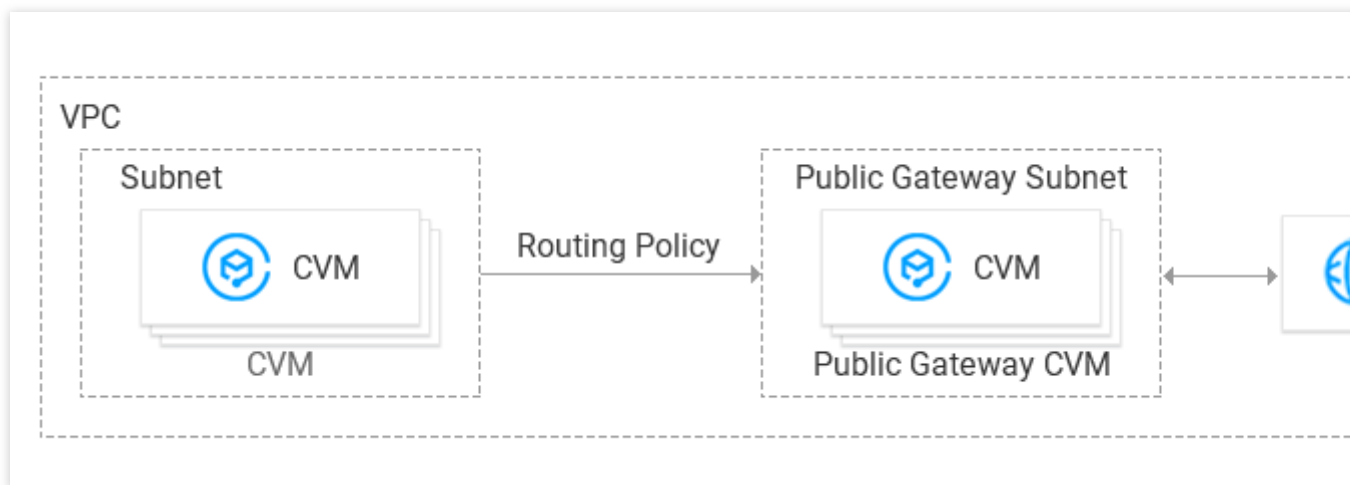 VPC
Subnet
CVM
CVM
Routing Policy
Public Gateway Subnet
CVM
Public Gateway CVM